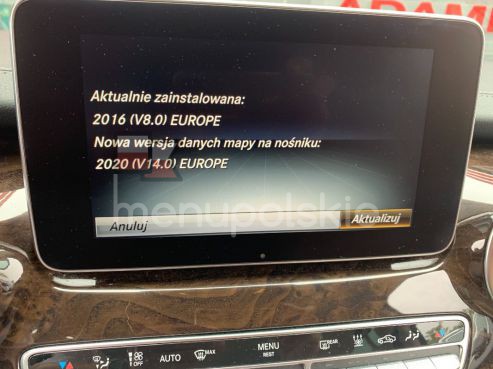 ADAM
Aktualnie zainstalowana:
2016 (V8.0) EUROPE
Nowa wersja danych mapy na nośniku:
2020 (V14.0) EUROPE
menupolskie
Anuluj
Aktualizuj
OFF
AUTO
MAX
MENU
REST
REAR